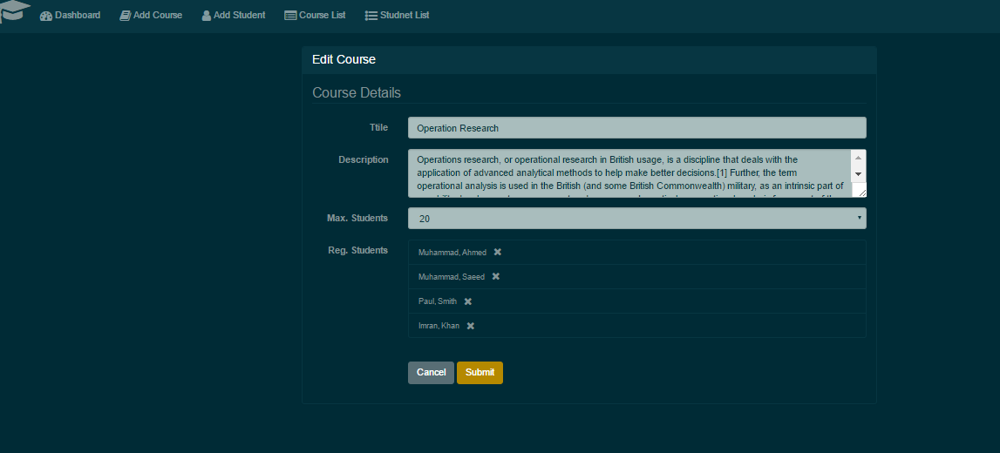 Dashboard Add Course Add Student Course List Studnet List
Edit Course
Course Details
Ttile Operation Research
Description Operations research, or operational research in British usage, is a discipline that deals with the
application of advanced analytical methods to help make better decisions.[1] Further, the term
operational analysis is used in the British (and some British Commonwealth) military, as an intrinsic part of
Max. Students 20
Reg. Students Muhammad, Ahmed
Muhammad, Saeed
Paul, Smith
Imran, Khan
Cancel Submit